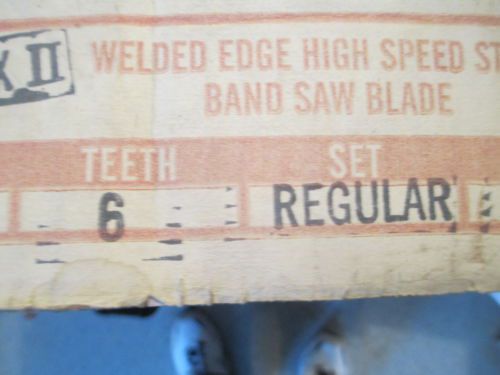 X II
WELDED EDGE HIGH SPEED
BAND SAW BLADE
TEETH SET
6 REGULAR